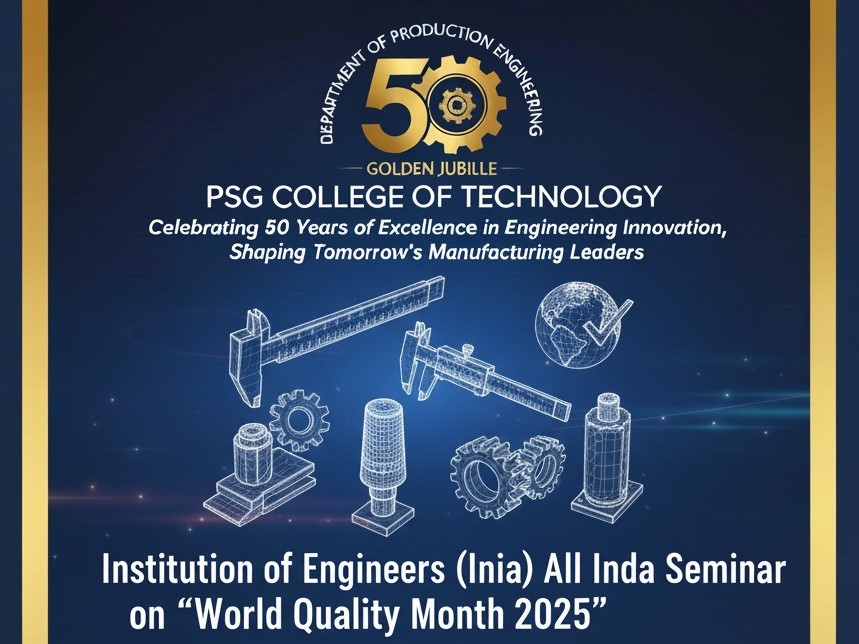 DEPARTMENT OF PRODUCTION ENGINEERING
50
GOLDEN JUBILLE
PSG COLLEGE OF TECHNOLOGY
Celebrating 50 Years of Excellence in Engineering Innovation,
Shaping Tomorrow's Manufacturing Leaders
Institution of Engineers (Inia) All Inda Seminar
on “World Quality Month 2025”